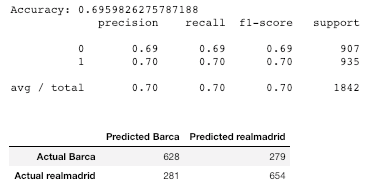 Accuracy: 0.6959826275787188
precision recall f1-score support
0 0.69 0.69 0.69 907
1 0.70 0.70 0.70 935
avg / total 0.70 0.70 0.70 1842
Predicted Barca Predicted realmadrid
Actual Barca 628 279
Actual realmadrid 281 654